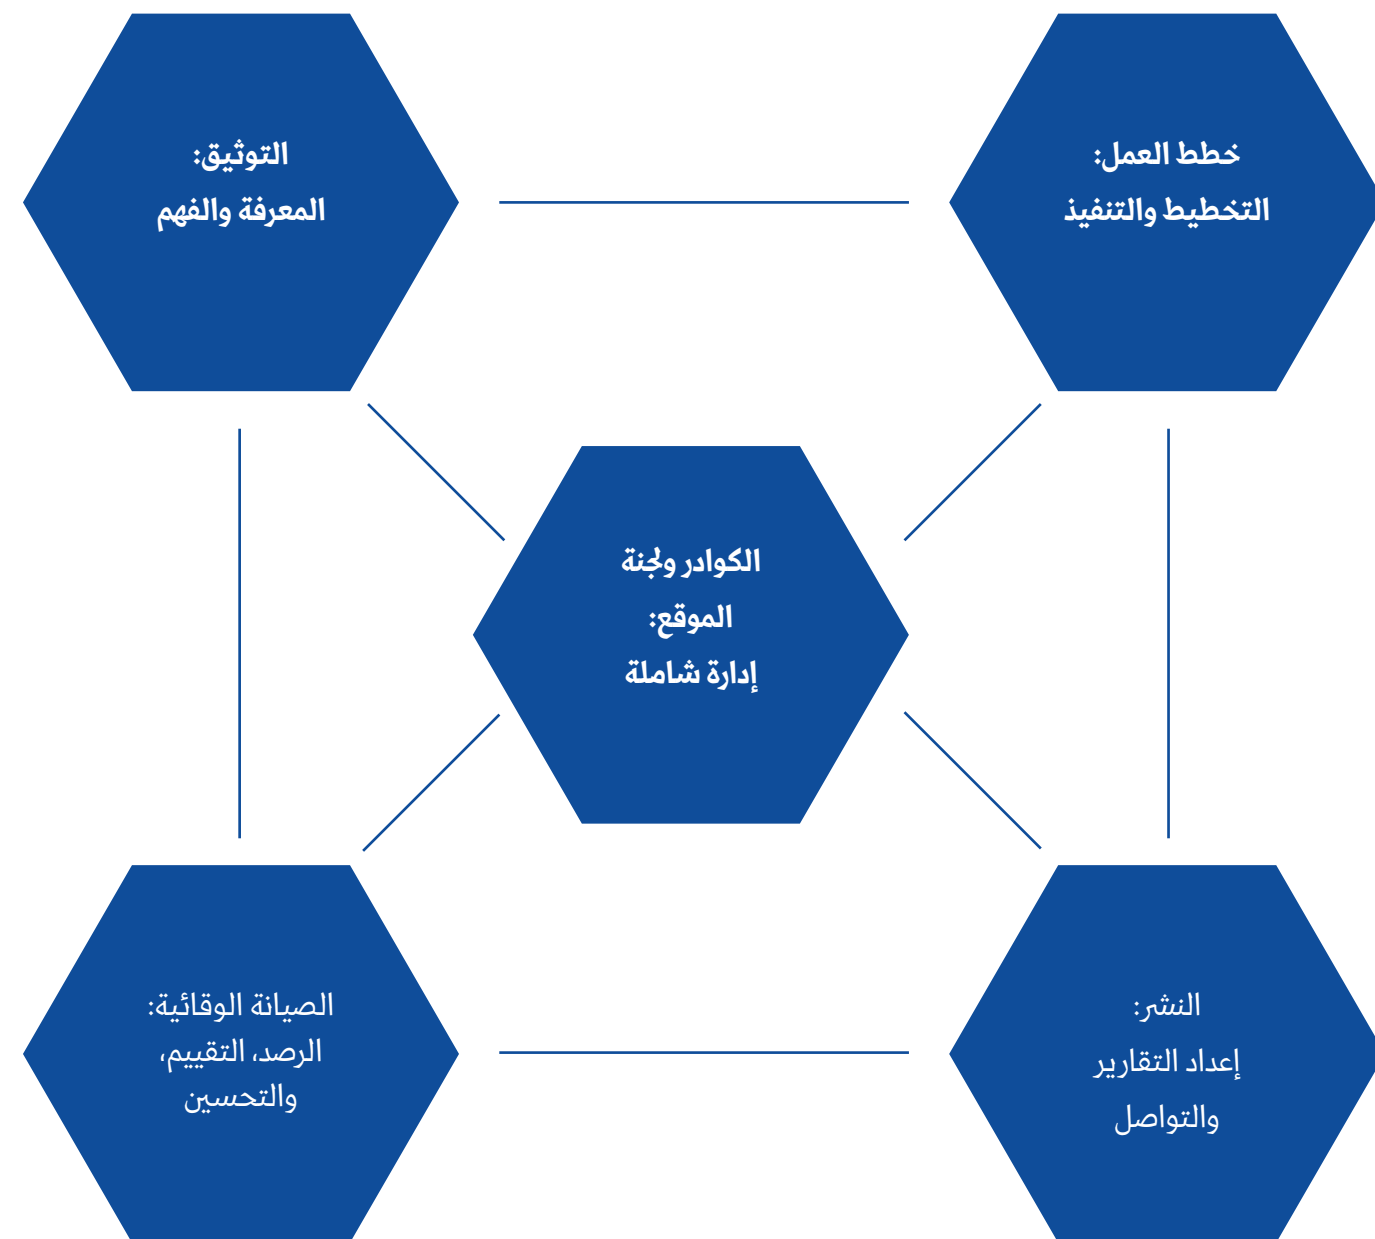 خطط العمل:
التخطيط والتنفيذ
التوثيق:
المعرفة والفهم
الكوادر ولجنة
الموقع:
إدارة شاملة
النشر:
إعداد التقارير
والتواصل
الصيانة الوقائية:
الرصد، التقييم،
والتحسين